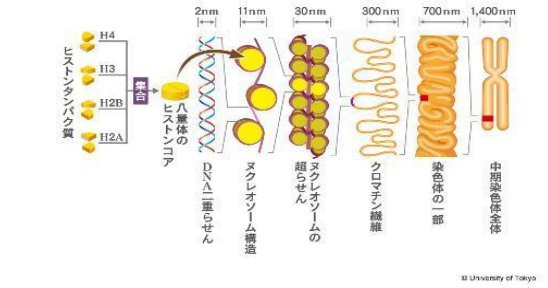 2nm 11nm 30nm 300nm 700nm 1,400nm
ヒストンタンパク質
H4
H3
H2B
H2A
集合
八量体の
ヒストンコア
DNA二重らせん
ヌクレオソーム構造
ヌクレオソームの
超らせん
クロマチン繊維
染色体の一部
中期染色体全体
© University of Tokyo